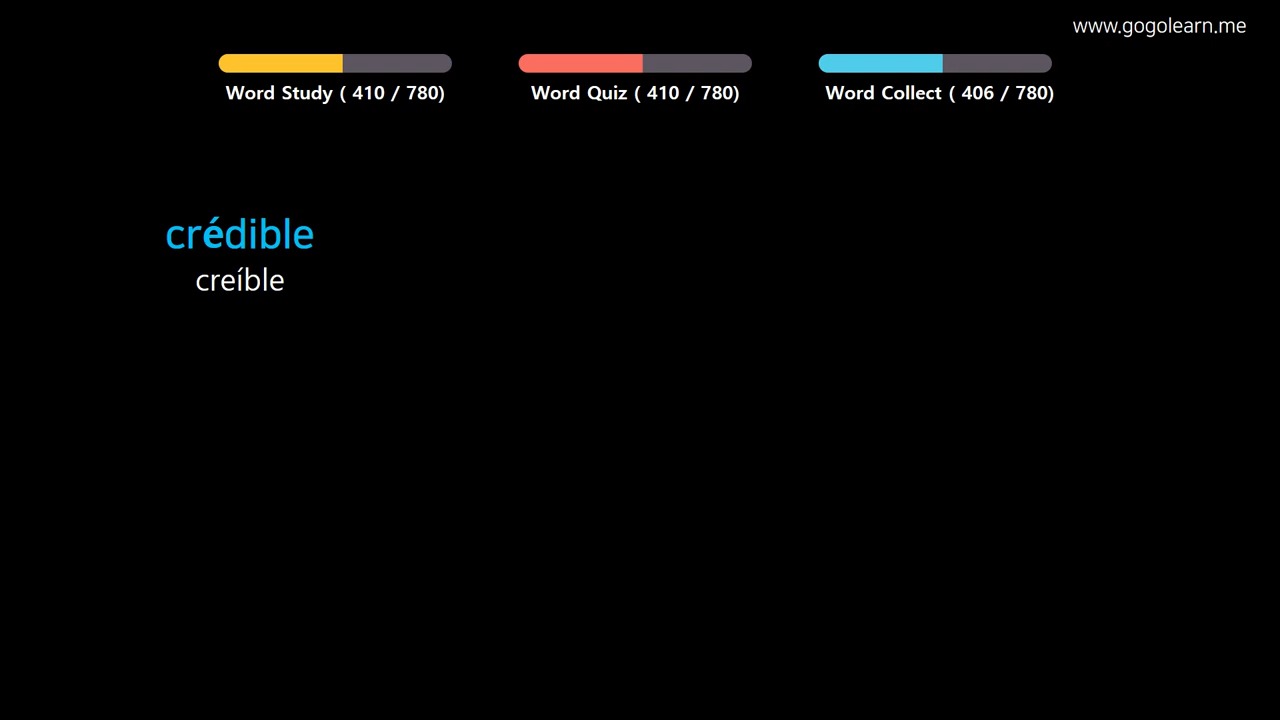 www.gogolearn.me
Word Study ( 410 / 780)
Word Quiz ( 410 / 780)
Word Collect ( 406 / 780)
crédible
creíble